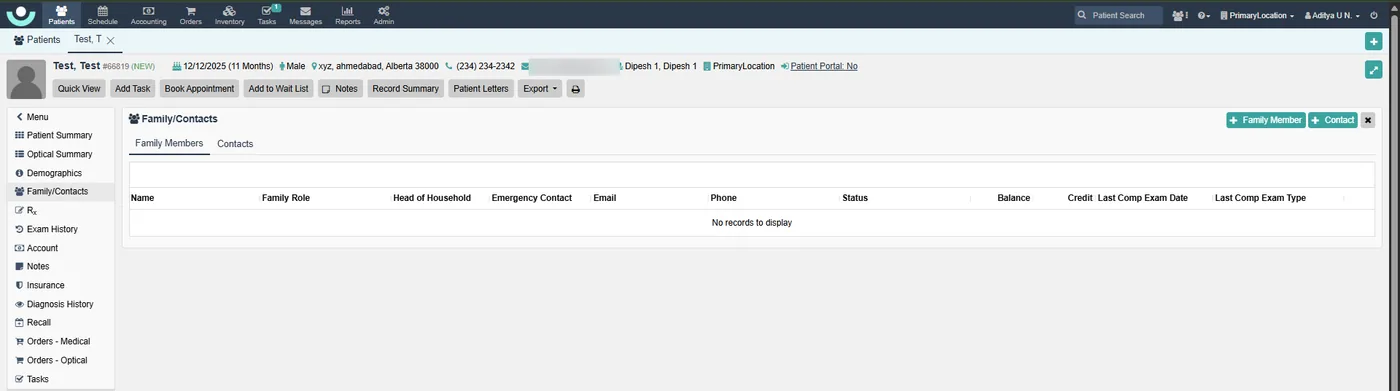 Patients Schedule Accounting Orders Inventory Tasks 1 Messages Reports Admin Patient Search PrimaryLocation Aditya U N.
Patients Test, T
Test, Test #66819 (NEW) 12/12/2025 (11 Months) Male xyz, ahmedabad, Alberta 38000 (234) 234-2342 Dipesh 1, Dipesh 1 PrimaryLocation Patient Portal: No
Quick View Add Task Book Appointment Add to Wait List Notes Record Summary Patient Letters Export
Menu
Patient Summary
Optical Summary
Demographics
Family/Contacts
Rx
Exam History
Account
Notes
Insurance
Diagnosis History
Recall
Orders - Medical
Orders - Optical
Tasks
Family/Contacts + Family Member + Contact
Family Members Contacts
Name Family Role Head of Household Emergency Contact Email Phone Status Balance Credit Last Comp Exam Date Last Comp Exam Type
No records to display